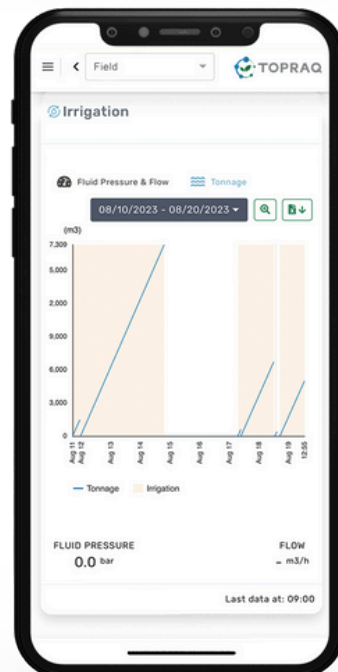 Field
TOPRAQ
Irrigation
Fluid Pressure & Flow Tonnage
08/10/2023 - 08/20/2023
(m3)
7,309
5,000
2,000
9,000
6,000
3,000
0
Aug 11
Aug 12
Aug 13
Aug 14
Aug 15
Aug 16
Aug 17
Aug 18
Aug 19
12:55
Tonnage Irrigation
FLUID PRESSURE FLOW
0.0 bar - m3/h
Last data at: 09:00